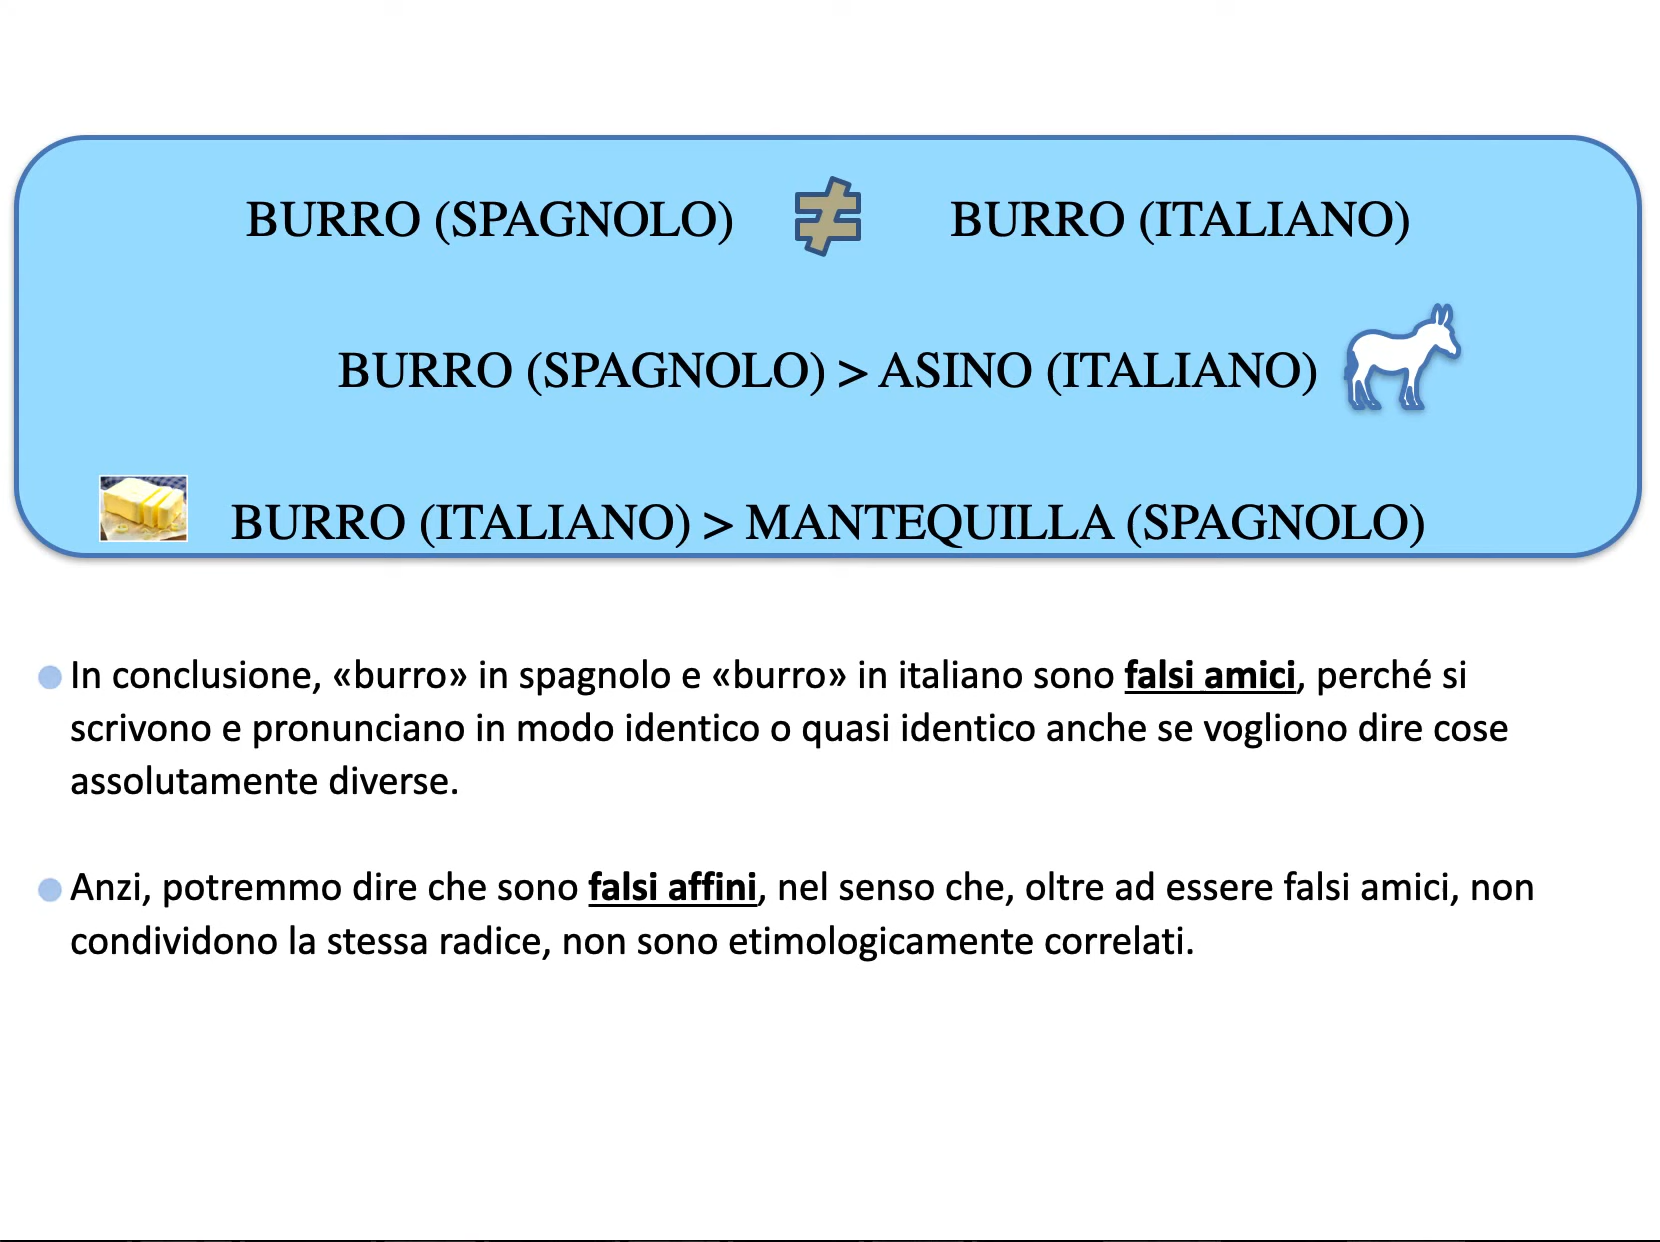 BURRO (SPAGNOLO) ≠ BURRO (ITALIANO)
BURRO (SPAGNOLO) > ASINO (ITALIANO)
BURRO (ITALIANO) > MANTEQUILLA (SPAGNOLO)
In conclusione, «burro» in spagnolo e «burro» in italiano sono falsi amici, perché si
scrivono e pronunciano in modo identico o quasi identico anche se vogliono dire cose
assolutamente diverse.
Anzi, potremmo dire che sono falsi affini, nel senso che, oltre ad essere falsi amici, non
condividono la stessa radice, non sono etimologicamente correlati.